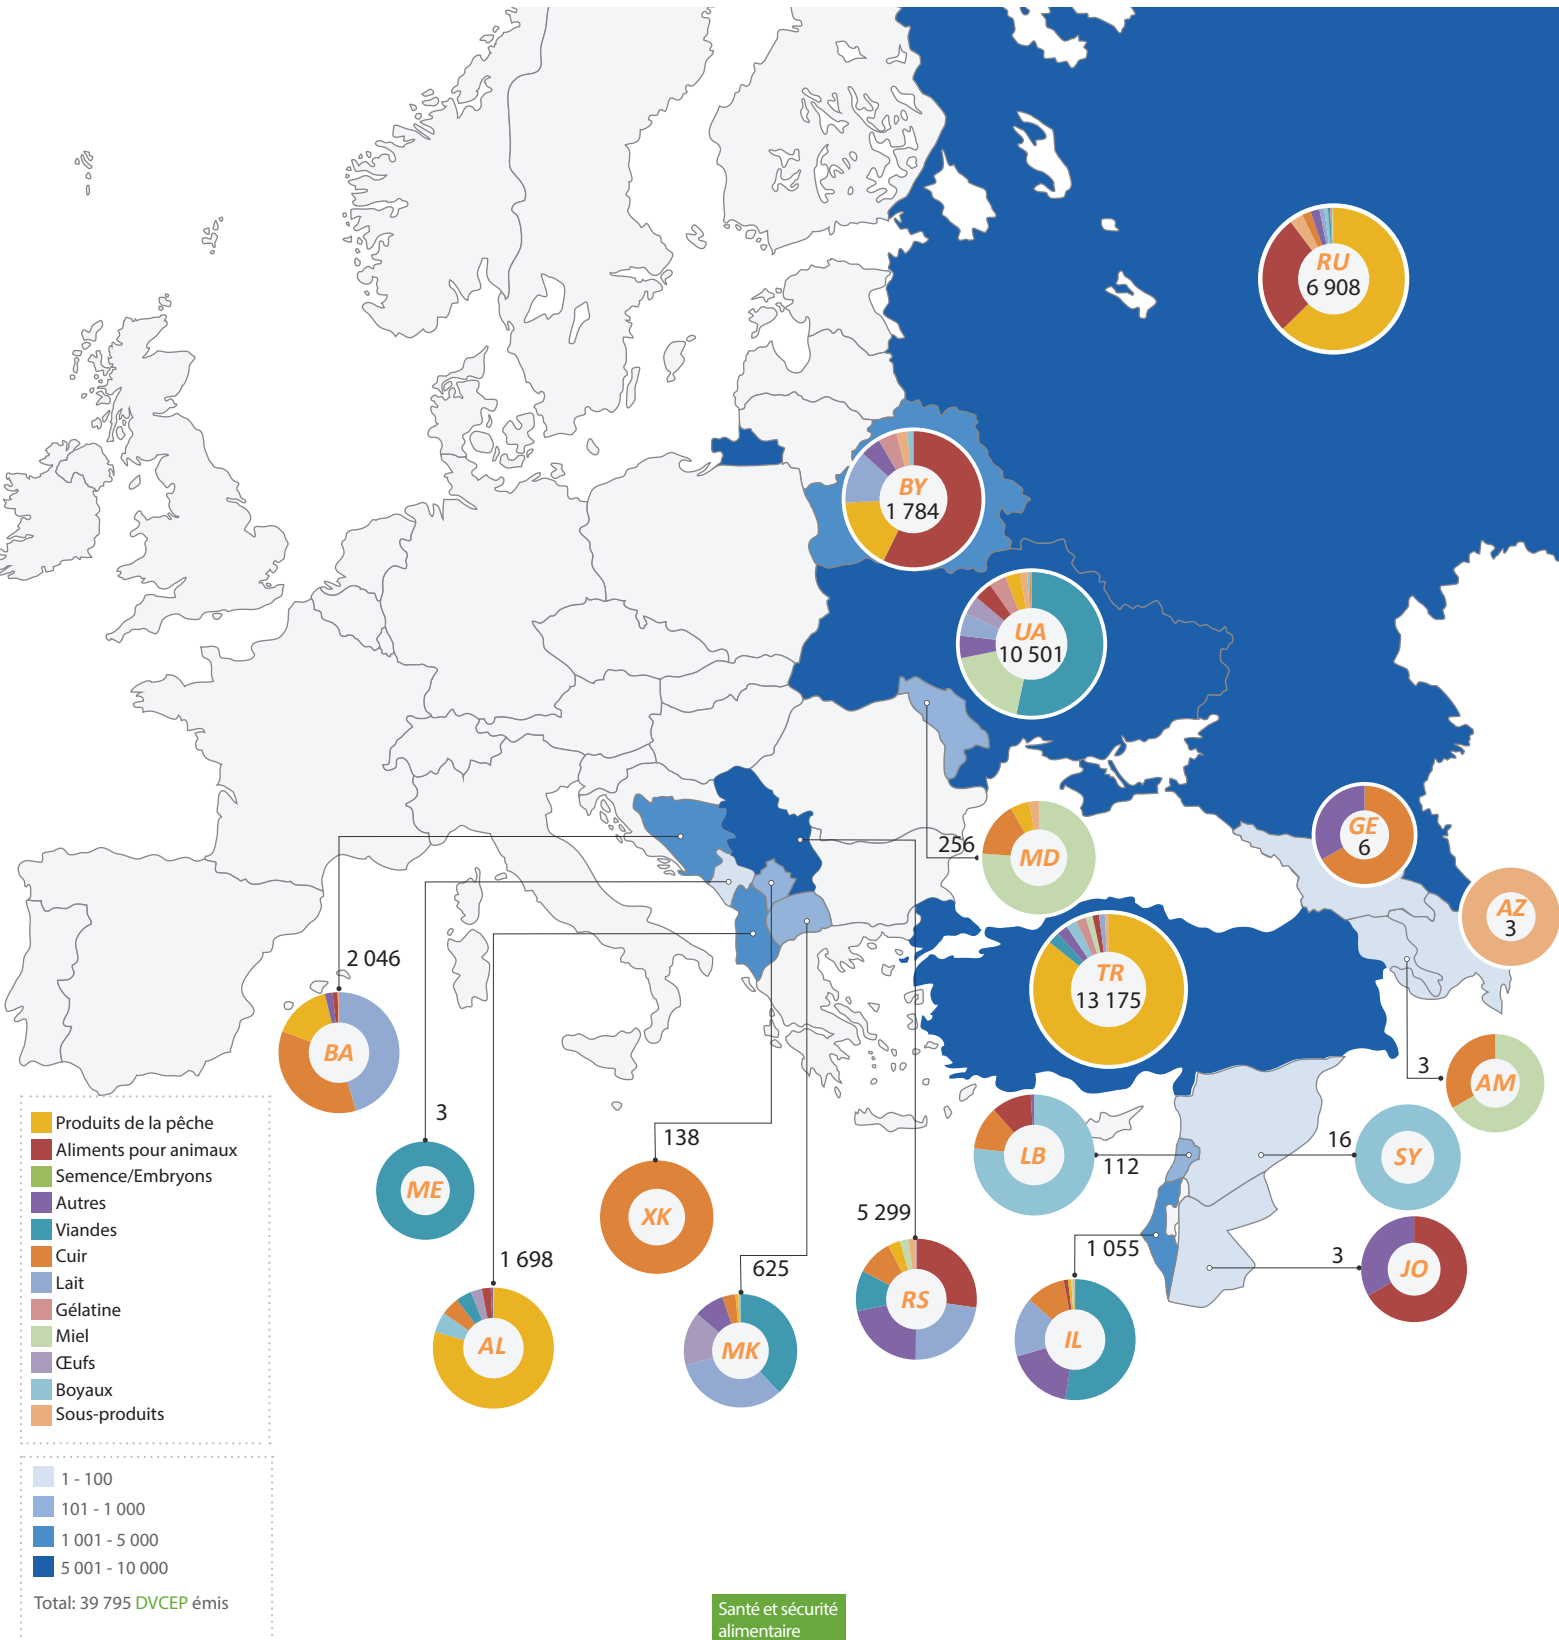 RU
6 908
BY
1 784
UA
10 501
256
MD
GE
6
AZ
3
TR
13 175
2 046
BA
3
AM
3
ME
138
XK
LB
112
16
SY
5 299
RS
1 055
IL
3
JO
1 698
AL
625
MK
Produits de la pêche
Aliments pour animaux
Semence/Embryons
Autres
Viandes
Cuir
Lait
Gélatine
Miel
Œufs
Boyaux
Sous-produits
1 - 100
101 - 1 000
1 001 - 5 000
5 001 - 10 000
Total: 39 795 DVCEP émis
Santé et sécurité
alimentaire